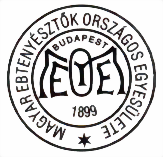 MAGYAR EBTENYÉSZTŐK ORSZÁGOS EGYESÜLETE
BUDAPEST
MEOE
1899